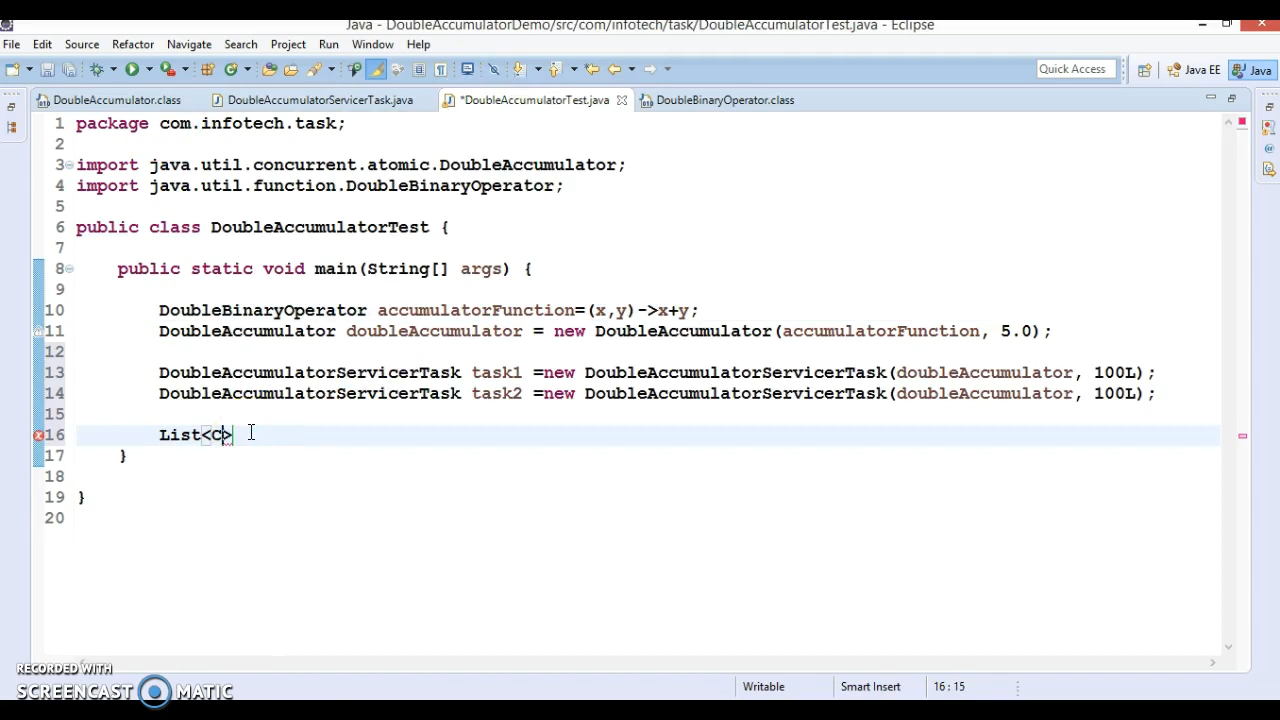 Java - DoubleAccumulatorDemo/src/com/infotech/task/DoubleAccumulatorTest.java - Eclipse
File Edit Source Refactor Navigate Search Project Run Window Help
Quick Access Java EE Java
DoubleAccumulator.class DoubleAccumulatorServicerTask.java *DoubleAccumulatorTest.java DoubleBinaryOperator.class
1 package com.infotech.task;
2
3 import java.util.concurrent.atomic.DoubleAccumulator;
4 import java.util.function.DoubleBinaryOperator;
5
6 public class DoubleAccumulatorTest {
7
8 public static void main(String[] args) {
9
10 DoubleBinaryOperator accumulatorFunction=(x,y)->x+y;
11 DoubleAccumulator doubleAccumulator = new DoubleAccumulator(accumulatorFunction, 5.0);
12
13 DoubleAccumulatorServicerTask task1 =new DoubleAccumulatorServicerTask(doubleAccumulator, 100L);
14 DoubleAccumulatorServicerTask task2 =new DoubleAccumulatorServicerTask(doubleAccumulator, 100L);
15
16 List<C>
17 }
18
19 }
20
RECORDED WITH
SCREENCAST MATIC
Writable Smart Insert 16 : 15